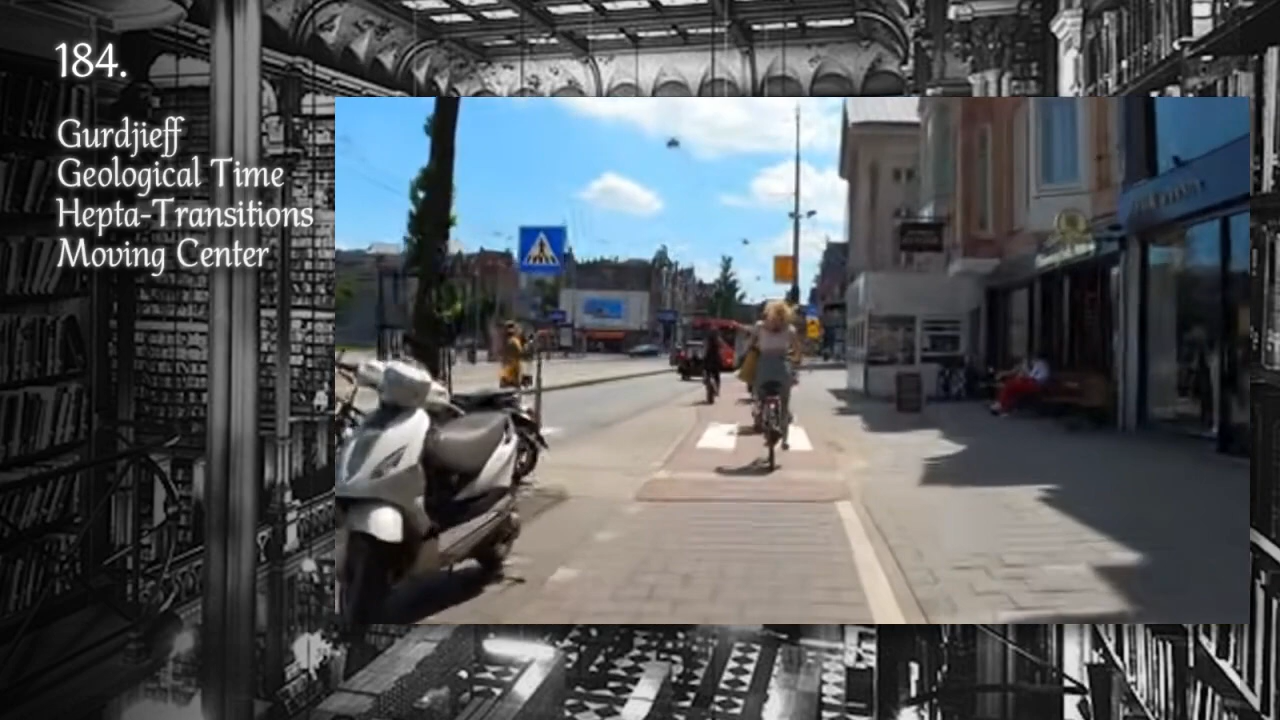 184.
Gurdjieff
Geological Time
Hepta-Transitions
Moving Center